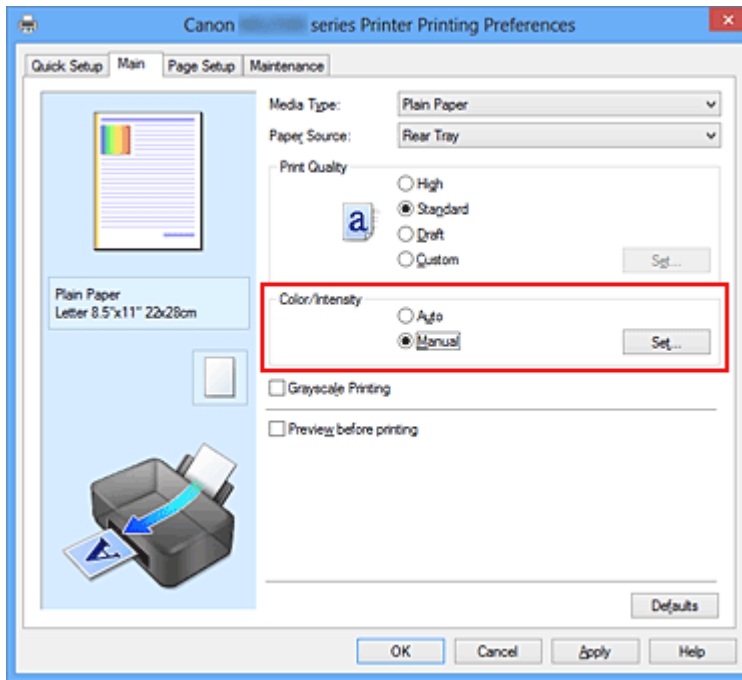 Canon series Printer Printing Preferences
Quick Setup Main Page Setup Maintenance
Media Type: Plain Paper
Paper Source: Rear Tray
Print Quality
High
a Standard
Draft
Custom Set...
Plain Paper
Letter 8.5"x11" 22x28cm
Color/Intensity
Auto
Manual Set...
Grayscale Printing
Preview before printing
A
Defaults
OK Cancel Apply Help